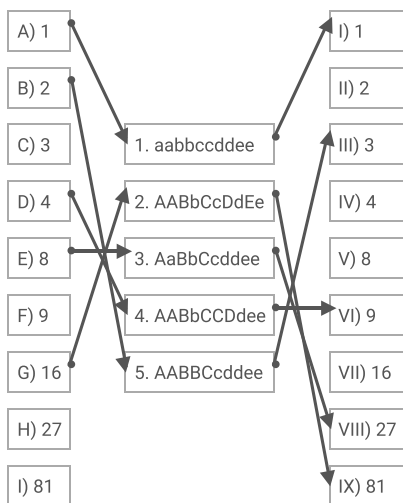 A) 1
I) 1
B) 2
II) 2
C) 3
1. aabbccddee
III) 3
D) 4
2. AABbCcDdEe
IV) 4
E) 8
3. AaBbCcddee
V) 8
F) 9
4. AABbCCDdee
VI) 9
G) 16
5. AABBCcddee
VII) 16
H) 27
VIII) 27
I) 81
IX) 81